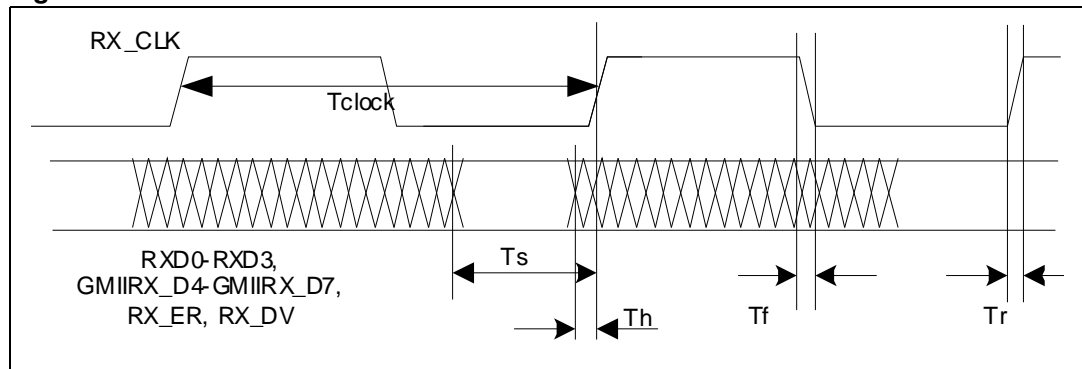 RX_CLK
Tclock
RXD0-RXD3,
GMIIRX_D4-GMIIRX_D7,
RX_ER, RX_DV
Ts
Th
Tf
Tr